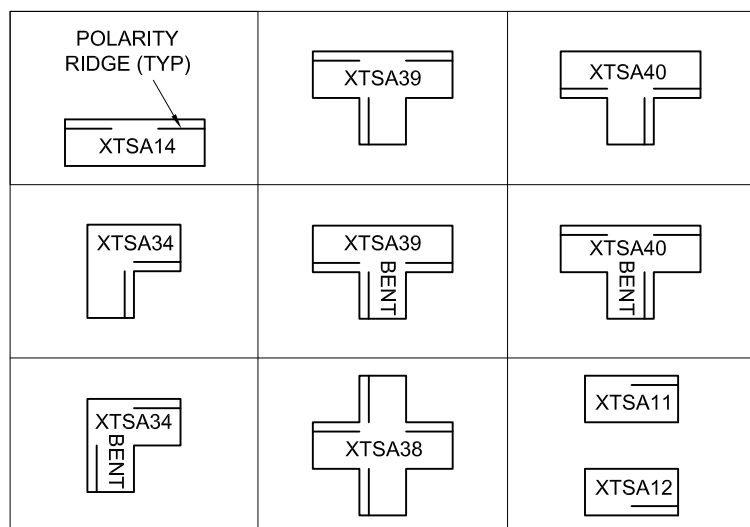 POLARITY
RIDGE (TYP)
XTSA14
XTSA39
XTSA40
XTSA34
XTSA39
BENT
XTSA40
BENT
XTSA34
BENT
XTSA38
XTSA11
XTSA12